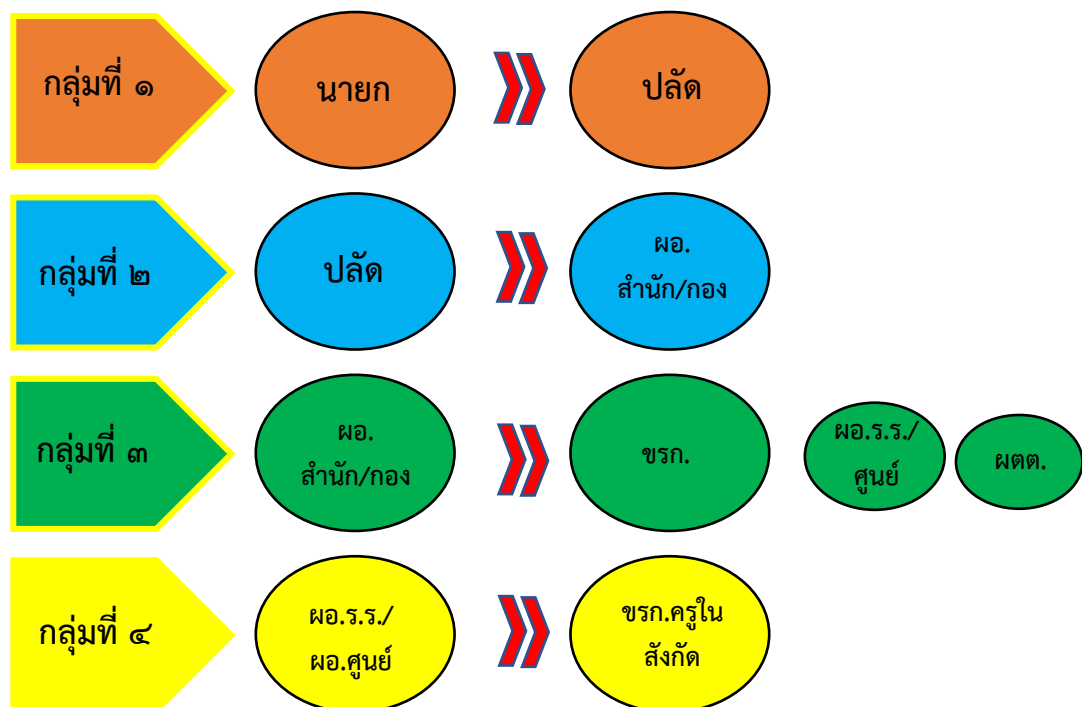 กลุ่มที่ ๑
นายก
ปลัด
กลุ่มที่ ๒
ปลัด
ผอ.
สำนัก/กอง
กลุ่มที่ ๓
ผอ.
สำนัก/กอง
ขรก.
ผอ.ร.ร./
ศูนย์
ผตต.
กลุ่มที่ ๔
ผอ.ร.ร./
ผอ.ศูนย์
ขรก.ครูใน
สังกัด